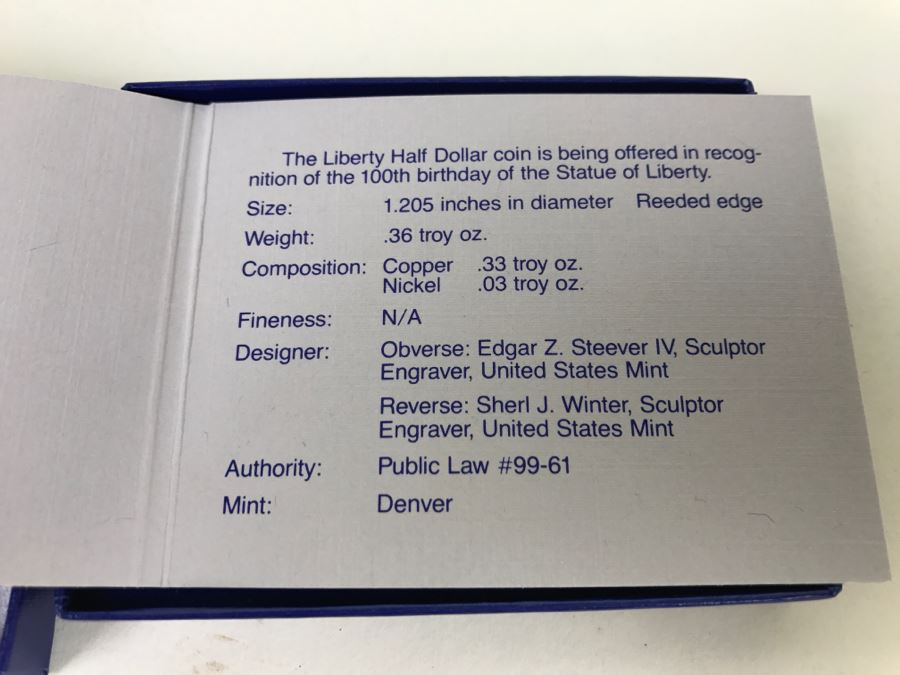 The Liberty Half Dollar coin is being offered in recog-
nition of the 100th birthday of the Statue of Liberty.
Size: 1.205 inches in diameter Reeded edge
Weight: .36 troy oz.
Composition: Copper .33 troy oz.
Nickel .03 troy oz.
Fineness: N/A
Designer: Obverse: Edgar Z. Steever IV, Sculptor
Engraver, United States Mint
Reverse: Sherl J. Winter, Sculptor
Engraver, United States Mint
Authority: Public Law #99-61
Mint: Denver